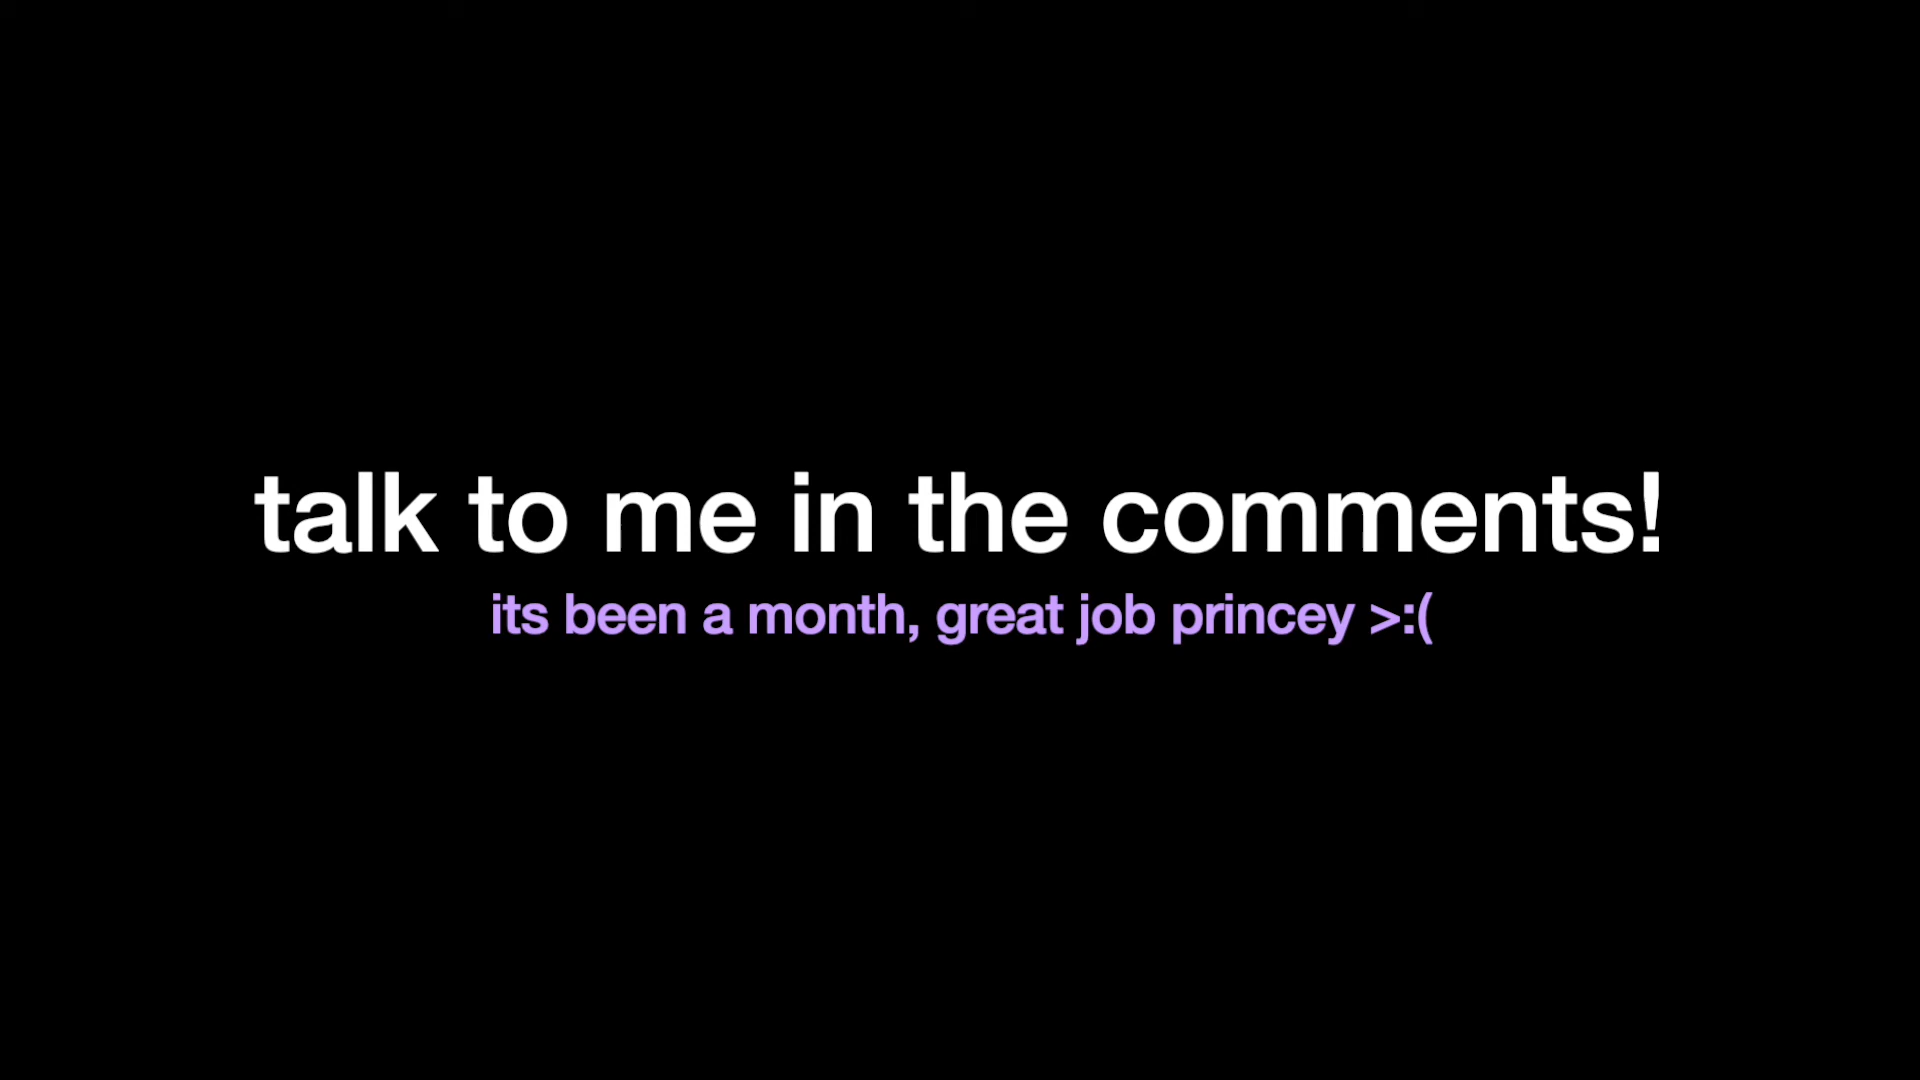 talk to me in the comments!
its been a month, great job princey >:(